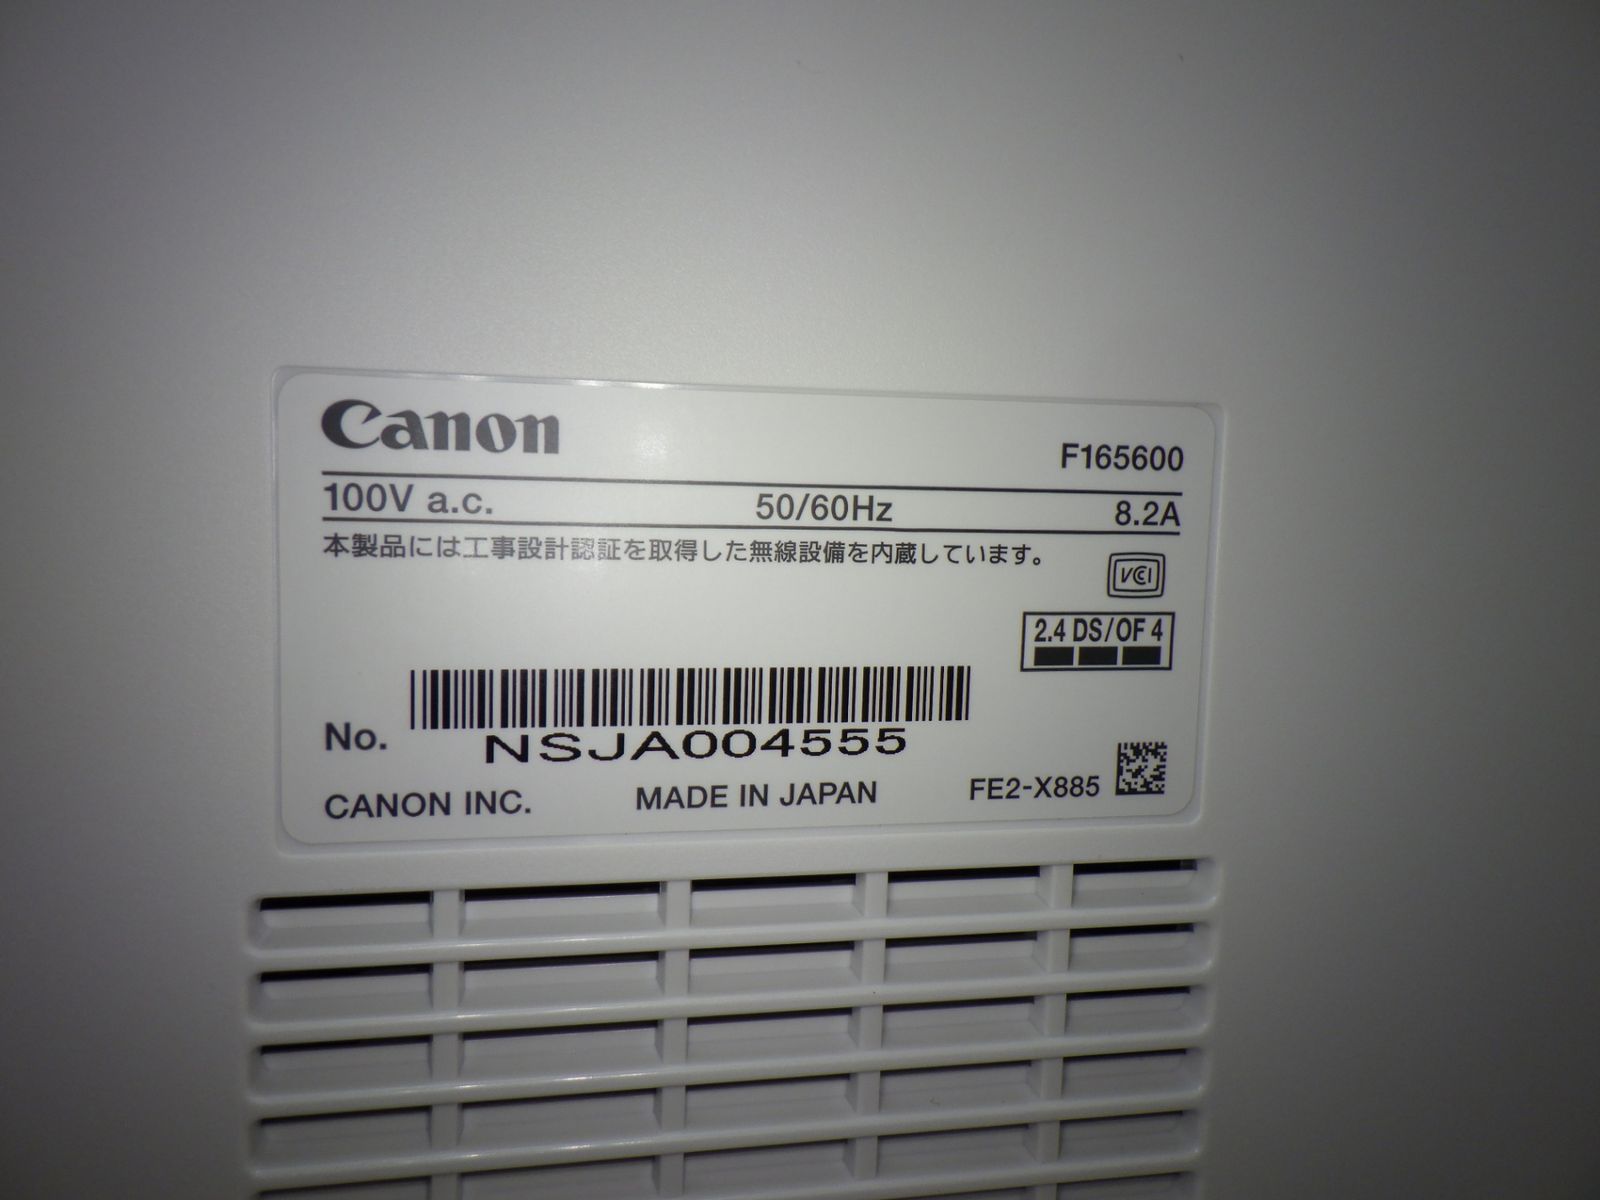 Canon
F165600
100V a.c. 50/60Hz 8.2A
本製品には工事設計認証を取得した無線設備を内蔵しています。
VCCI
2.4 DS/OF 4
No. NSJA004555
CANON INC. MADE IN JAPAN FE2-X885